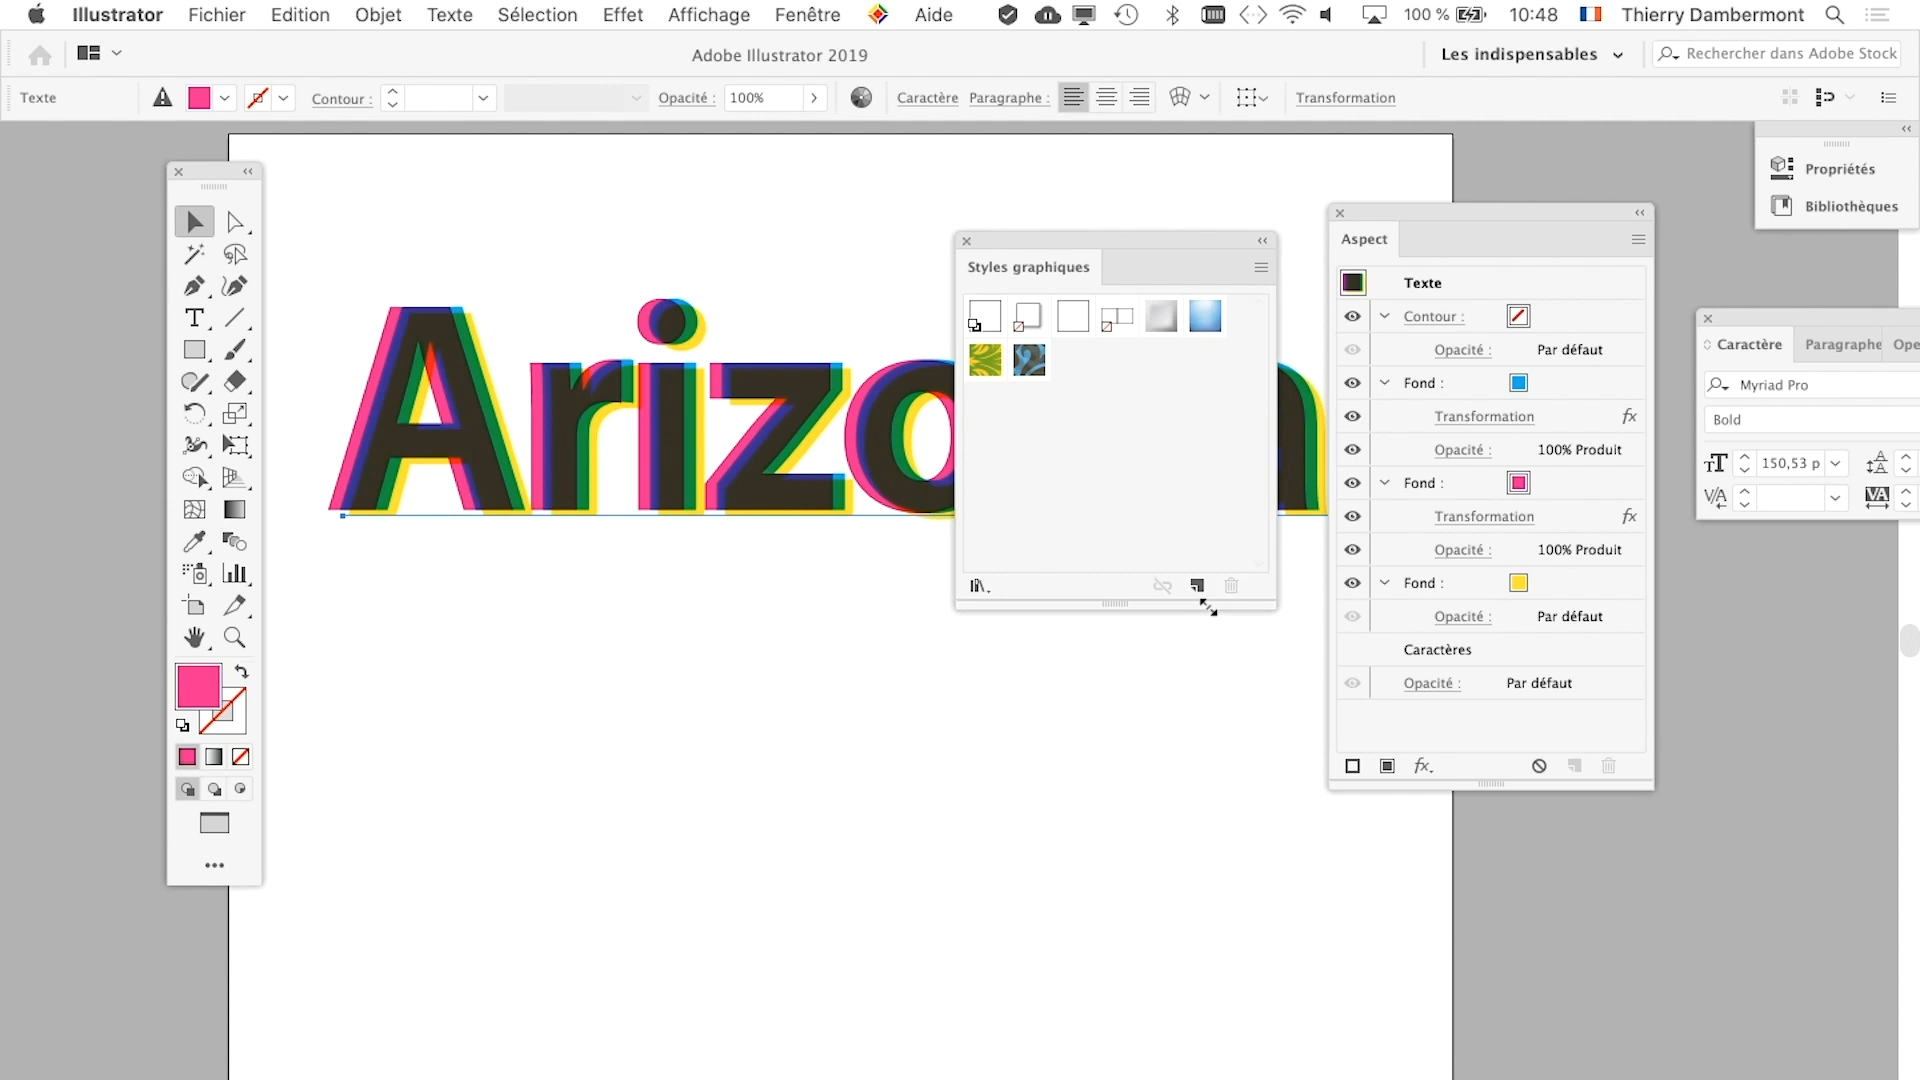 Illustrator Fichier Edition Objet Texte Sélection Effet Affichage Fenêtre Aide 100 % 10:48 Thierry Dambermont
Adobe Illustrator 2019
Les indispensables
Rechercher dans Adobe Stock
Texte Contour : Opacité : 100% Caractère Paragraphe : Transformation
Propriétés
Bibliothèques
Arizo
Styles graphiques
Aspect
Texte
Contour :
Opacité : Par défaut
Fond :
Transformation fx
Opacité : 100% Produit
Fond :
Transformation fx
Opacité : 100% Produit
Fond :
Opacité : Par défaut
Caractères
Opacité : Par défaut
fx
Caractère Paragraphe Ope
Myriad Pro
Bold
150,53 p